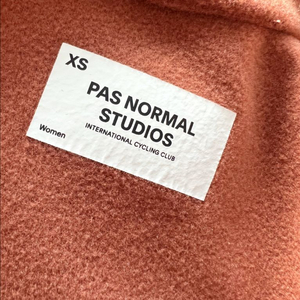 XS
PAS NORMAL
STUDIOS
INTERNATIONAL CYCLING CLUB
Women